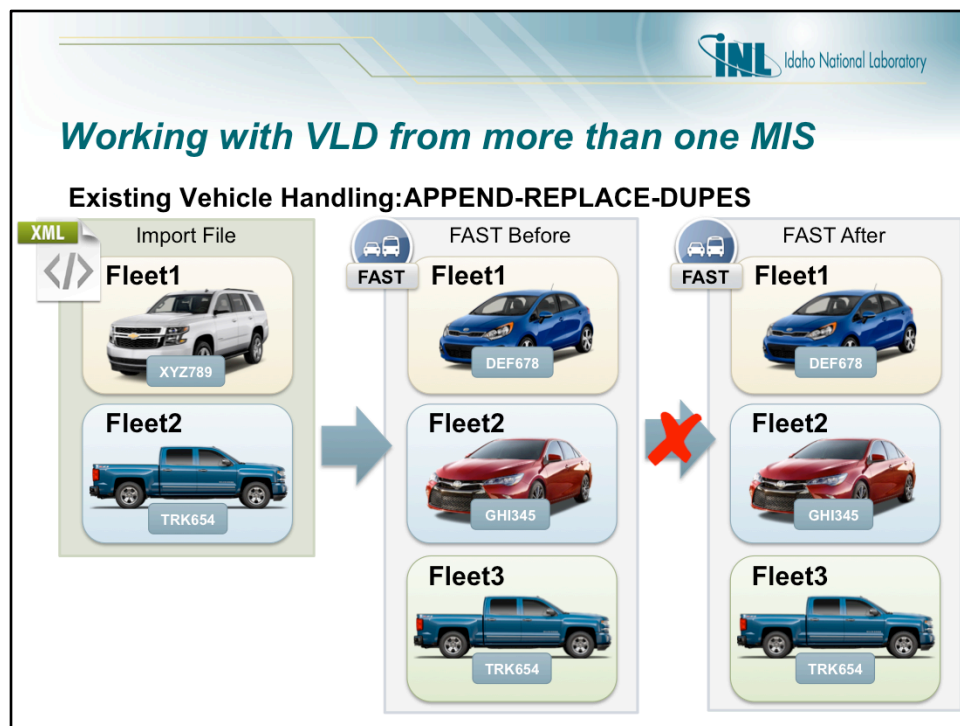 INL Idaho National Laboratory
Working with VLD from more than one MIS
Existing Vehicle Handling:APPEND-REPLACE-DUPES
XML
Import File
Fleet1
XYZ789
Fleet2
TRK654
FAST
FAST Before
Fleet1
DEF678
Fleet2
GHI345
Fleet3
TRK654
FAST
FAST After
Fleet1
DEF678
Fleet2
GHI345
Fleet3
TRK654